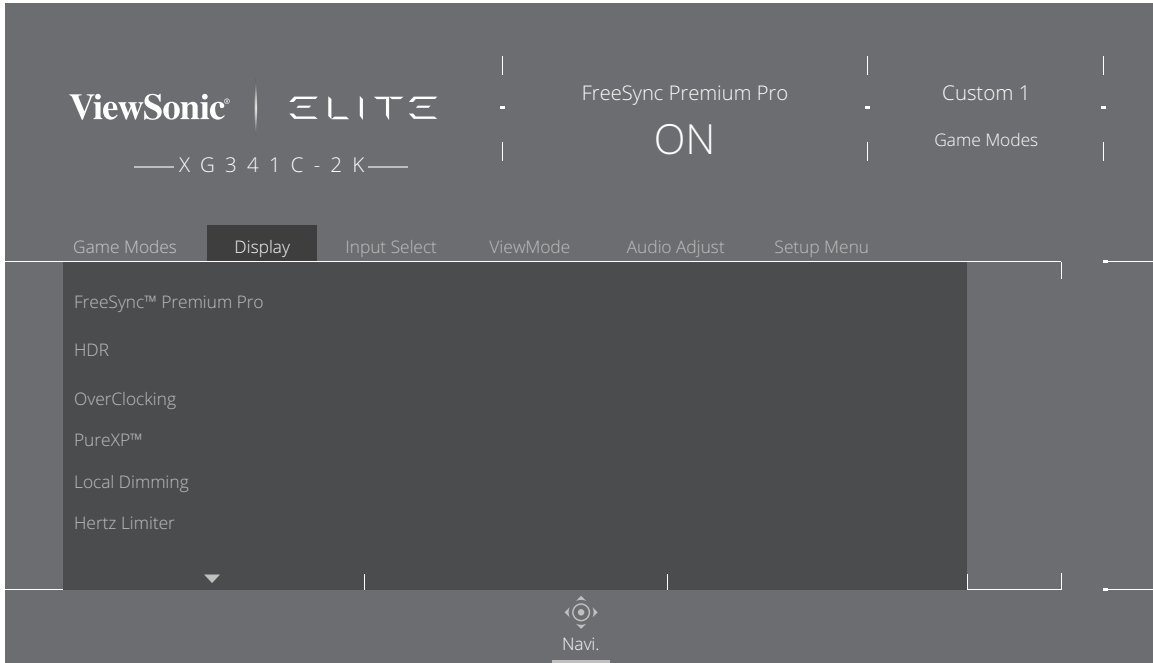 ViewSonic® | ELITE
XG341C-2K
FreeSync Premium Pro
ON
Custom 1
Game Modes
Game Modes Display Input Select ViewMode Audio Adjust Setup Menu
FreeSync™ Premium Pro
HDR
OverClocking
PureXP™
Local Dimming
Hertz Limiter
Navi.